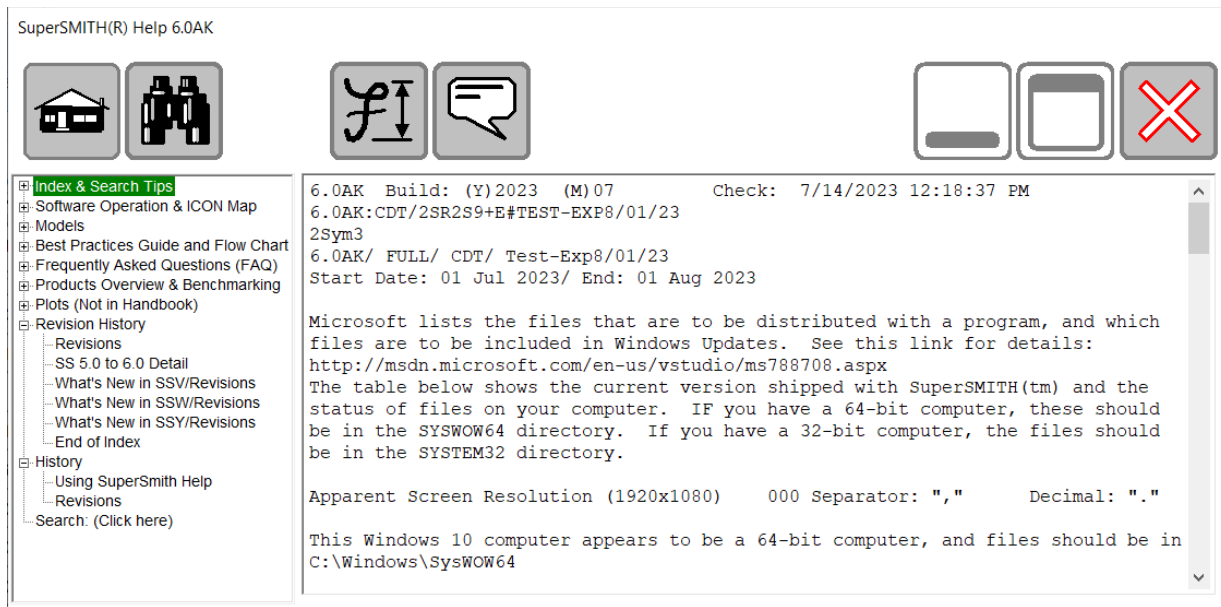 SuperSMITH(R) Help 6.0AK
Index & Search Tips
Software Operation & ICON Map
Models
Best Practices Guide and Flow Chart
Frequently Asked Questions (FAQ)
Products Overview & Benchmarking
Plots (Not in Handbook)
Revision History
Revisions
SS 5.0 to 6.0 Detail
What's New in SSV/Revisions
What's New in SSW/Revisions
What's New in SSY/Revisions
End of Index
History
Using SuperSmith Help
Revisions
Search: (Click here)
6.0AK Build: (Y)2023 (M)07 Check: 7/14/2023 12:18:37 PM
6.0AK:CDT/2SR2S9+E#TEST-EXP8/01/23
2Sym3
6.0AK/ FULL/ CDT/ Test-Exp8/01/23
Start Date: 01 Jul 2023/ End: 01 Aug 2023
Microsoft lists the files that are to be distributed with a program, and which
files are to be included in Windows Updates. See this link for details:
http://msdn.microsoft.com/en-us/vstudio/ms788708.aspx
The table below shows the current version shipped with SuperSMITH(tm) and the
status of files on your computer. IF you have a 64-bit computer, these should
be in the SYSWOW64 directory. If you have a 32-bit computer, the files should
be in the SYSTEM32 directory.
Apparent Screen Resolution (1920x1080) 000 Separator: "," Decimal: "."
This Windows 10 computer appears to be a 64-bit computer, and files should be in
C:\Windows\SysWOW64